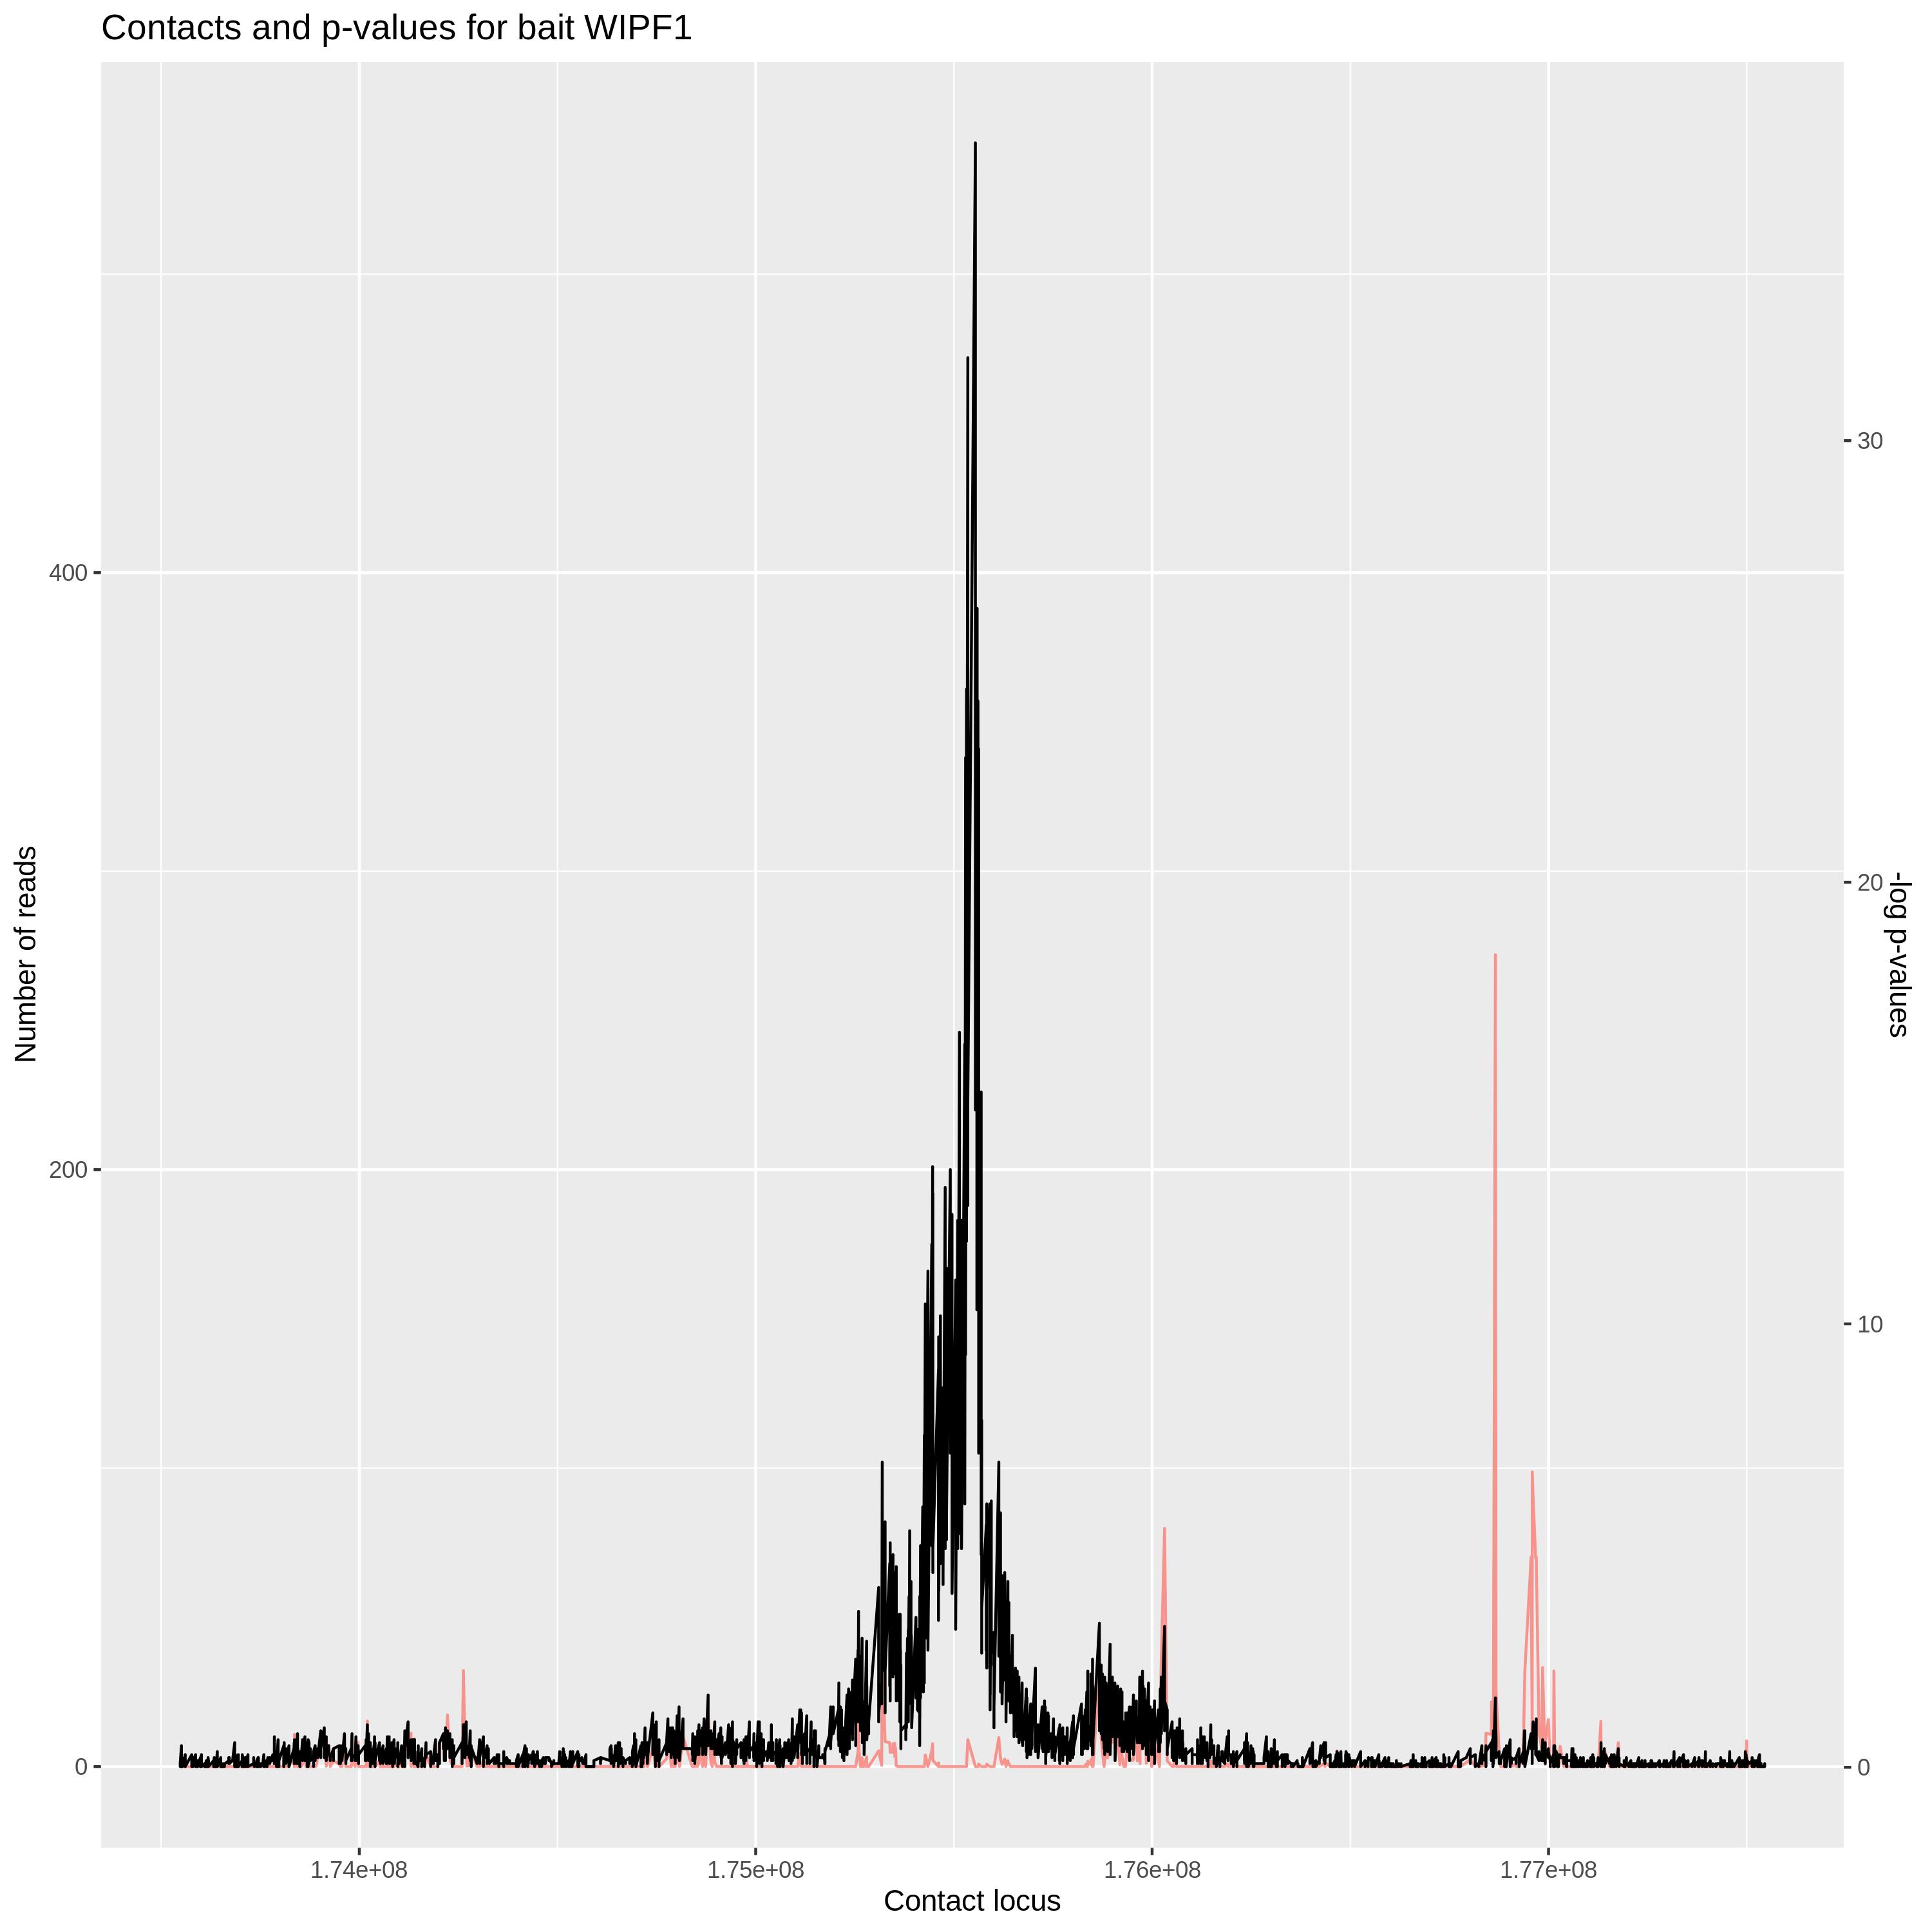 Contacts and p-values for bait WIPF1
Number of reads
400
200
0
30
20
10
0
-log p-values
1.74e+08
1.75e+08
1.76e+08
1.77e+08
Contact locus